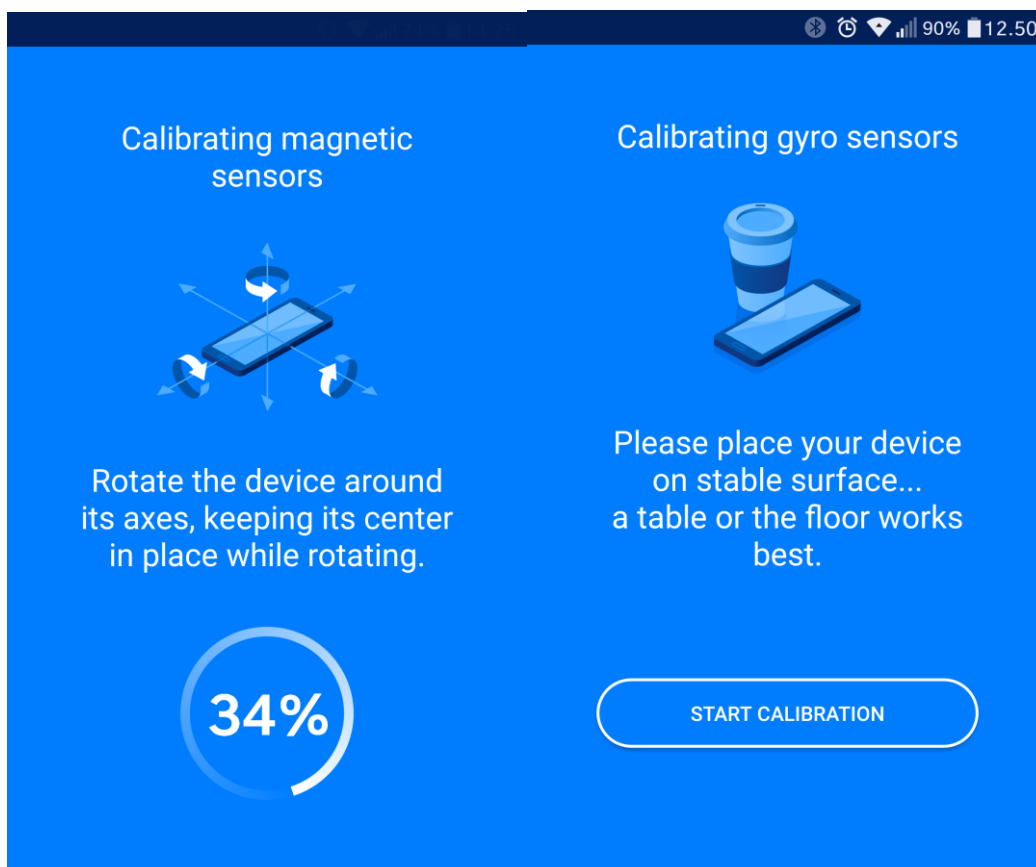 Calibrating magnetic
sensors
Rotate the device around
its axes, keeping its center
in place while rotating.
34%
90% 12.50
Calibrating gyro sensors
Please place your device
on stable surface...
a table or the floor works
best.
START CALIBRATION